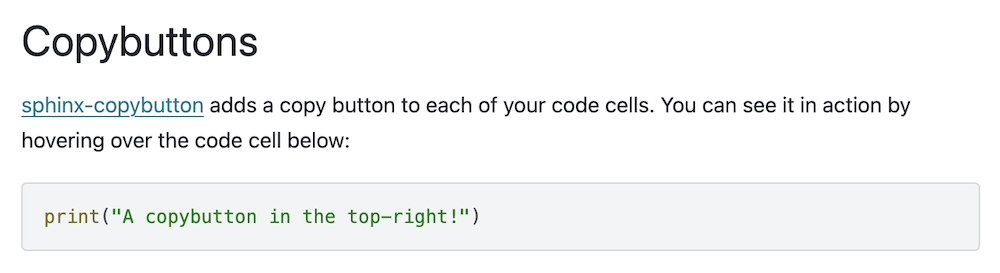 Copybuttons
sphinx-copybutton adds a copy button to each of your code cells. You can see it in action by
hovering over the code cell below:
print("A copybutton in the top-right!")